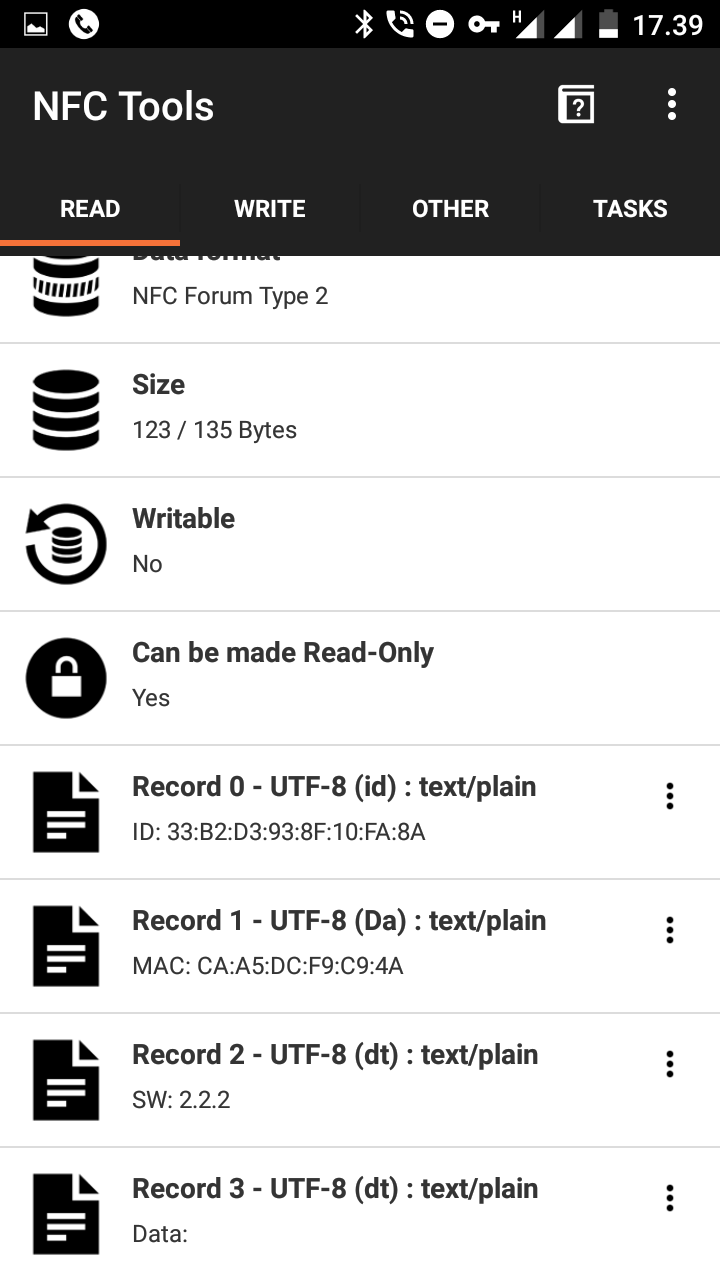 H
17.39
NFC Tools
?
READ
WRITE
OTHER
TASKS
Data format
NFC Forum Type 2
Size
123 / 135 Bytes
Writable
No
Can be made Read-Only
Yes
Record 0 - UTF-8 (id) : text/plain
ID: 33:B2:D3:93:8F:10:FA:8A
Record 1 - UTF-8 (Da) : text/plain
MAC: CA:A5:DC:F9:C9:4A
Record 2 - UTF-8 (dt) : text/plain
SW: 2.2.2
Record 3 - UTF-8 (dt) : text/plain
Data: